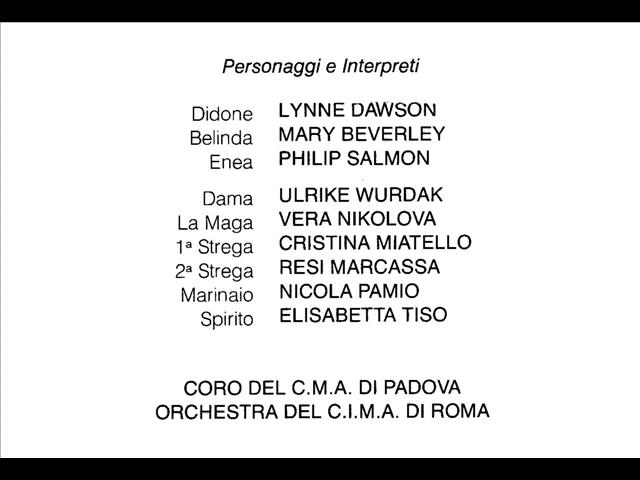 Personaggi e Interpreti
Didone LYNNE DAWSON
Belinda MARY BEVERLEY
Enea PHILIP SALMON
Dama ULRIKE WURDAK
La Maga VERA NIKOLOVA
1ª Strega CRISTINA MIATELLO
2ª Strega RESI MARCASSA
Marinaio NICOLA PAMIO
Spirito ELISABETTA TISO
CORO DEL C.M.A. DI PADOVA
ORCHESTRA DEL C.I.M.A. DI ROMA